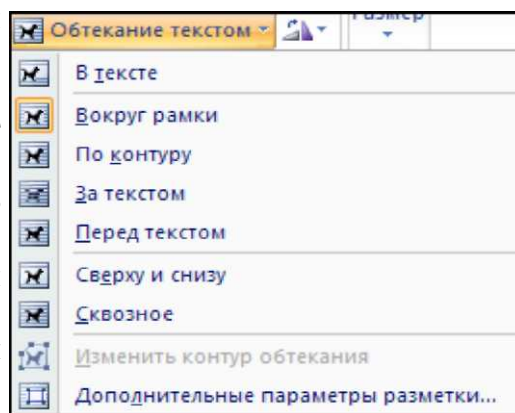 Обтекание текстом
Размер
В тексте
Вокруг рамки
По контуру
За текстом
Перед текстом
Сверху и снизу
Сквозное
Изменить контур обтекания
Дополнительные параметры разметки...